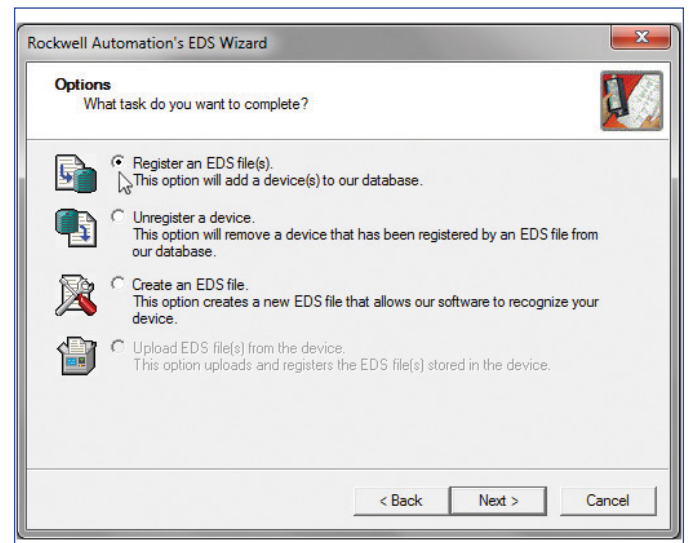 Rockwell Automation's EDS Wizard
Options
What task do you want to complete?
Register an EDS file(s).
This option will add a device(s) to our database.
Unregister a device.
This option will remove a device that has been registered by an EDS file from
our database.
Create an EDS file.
This option creates a new EDS file that allows our software to recognize your
device.
Upload EDS file(s) from the device.
This option uploads and registers the EDS file(s) stored in the device.
< Back Next > Cancel